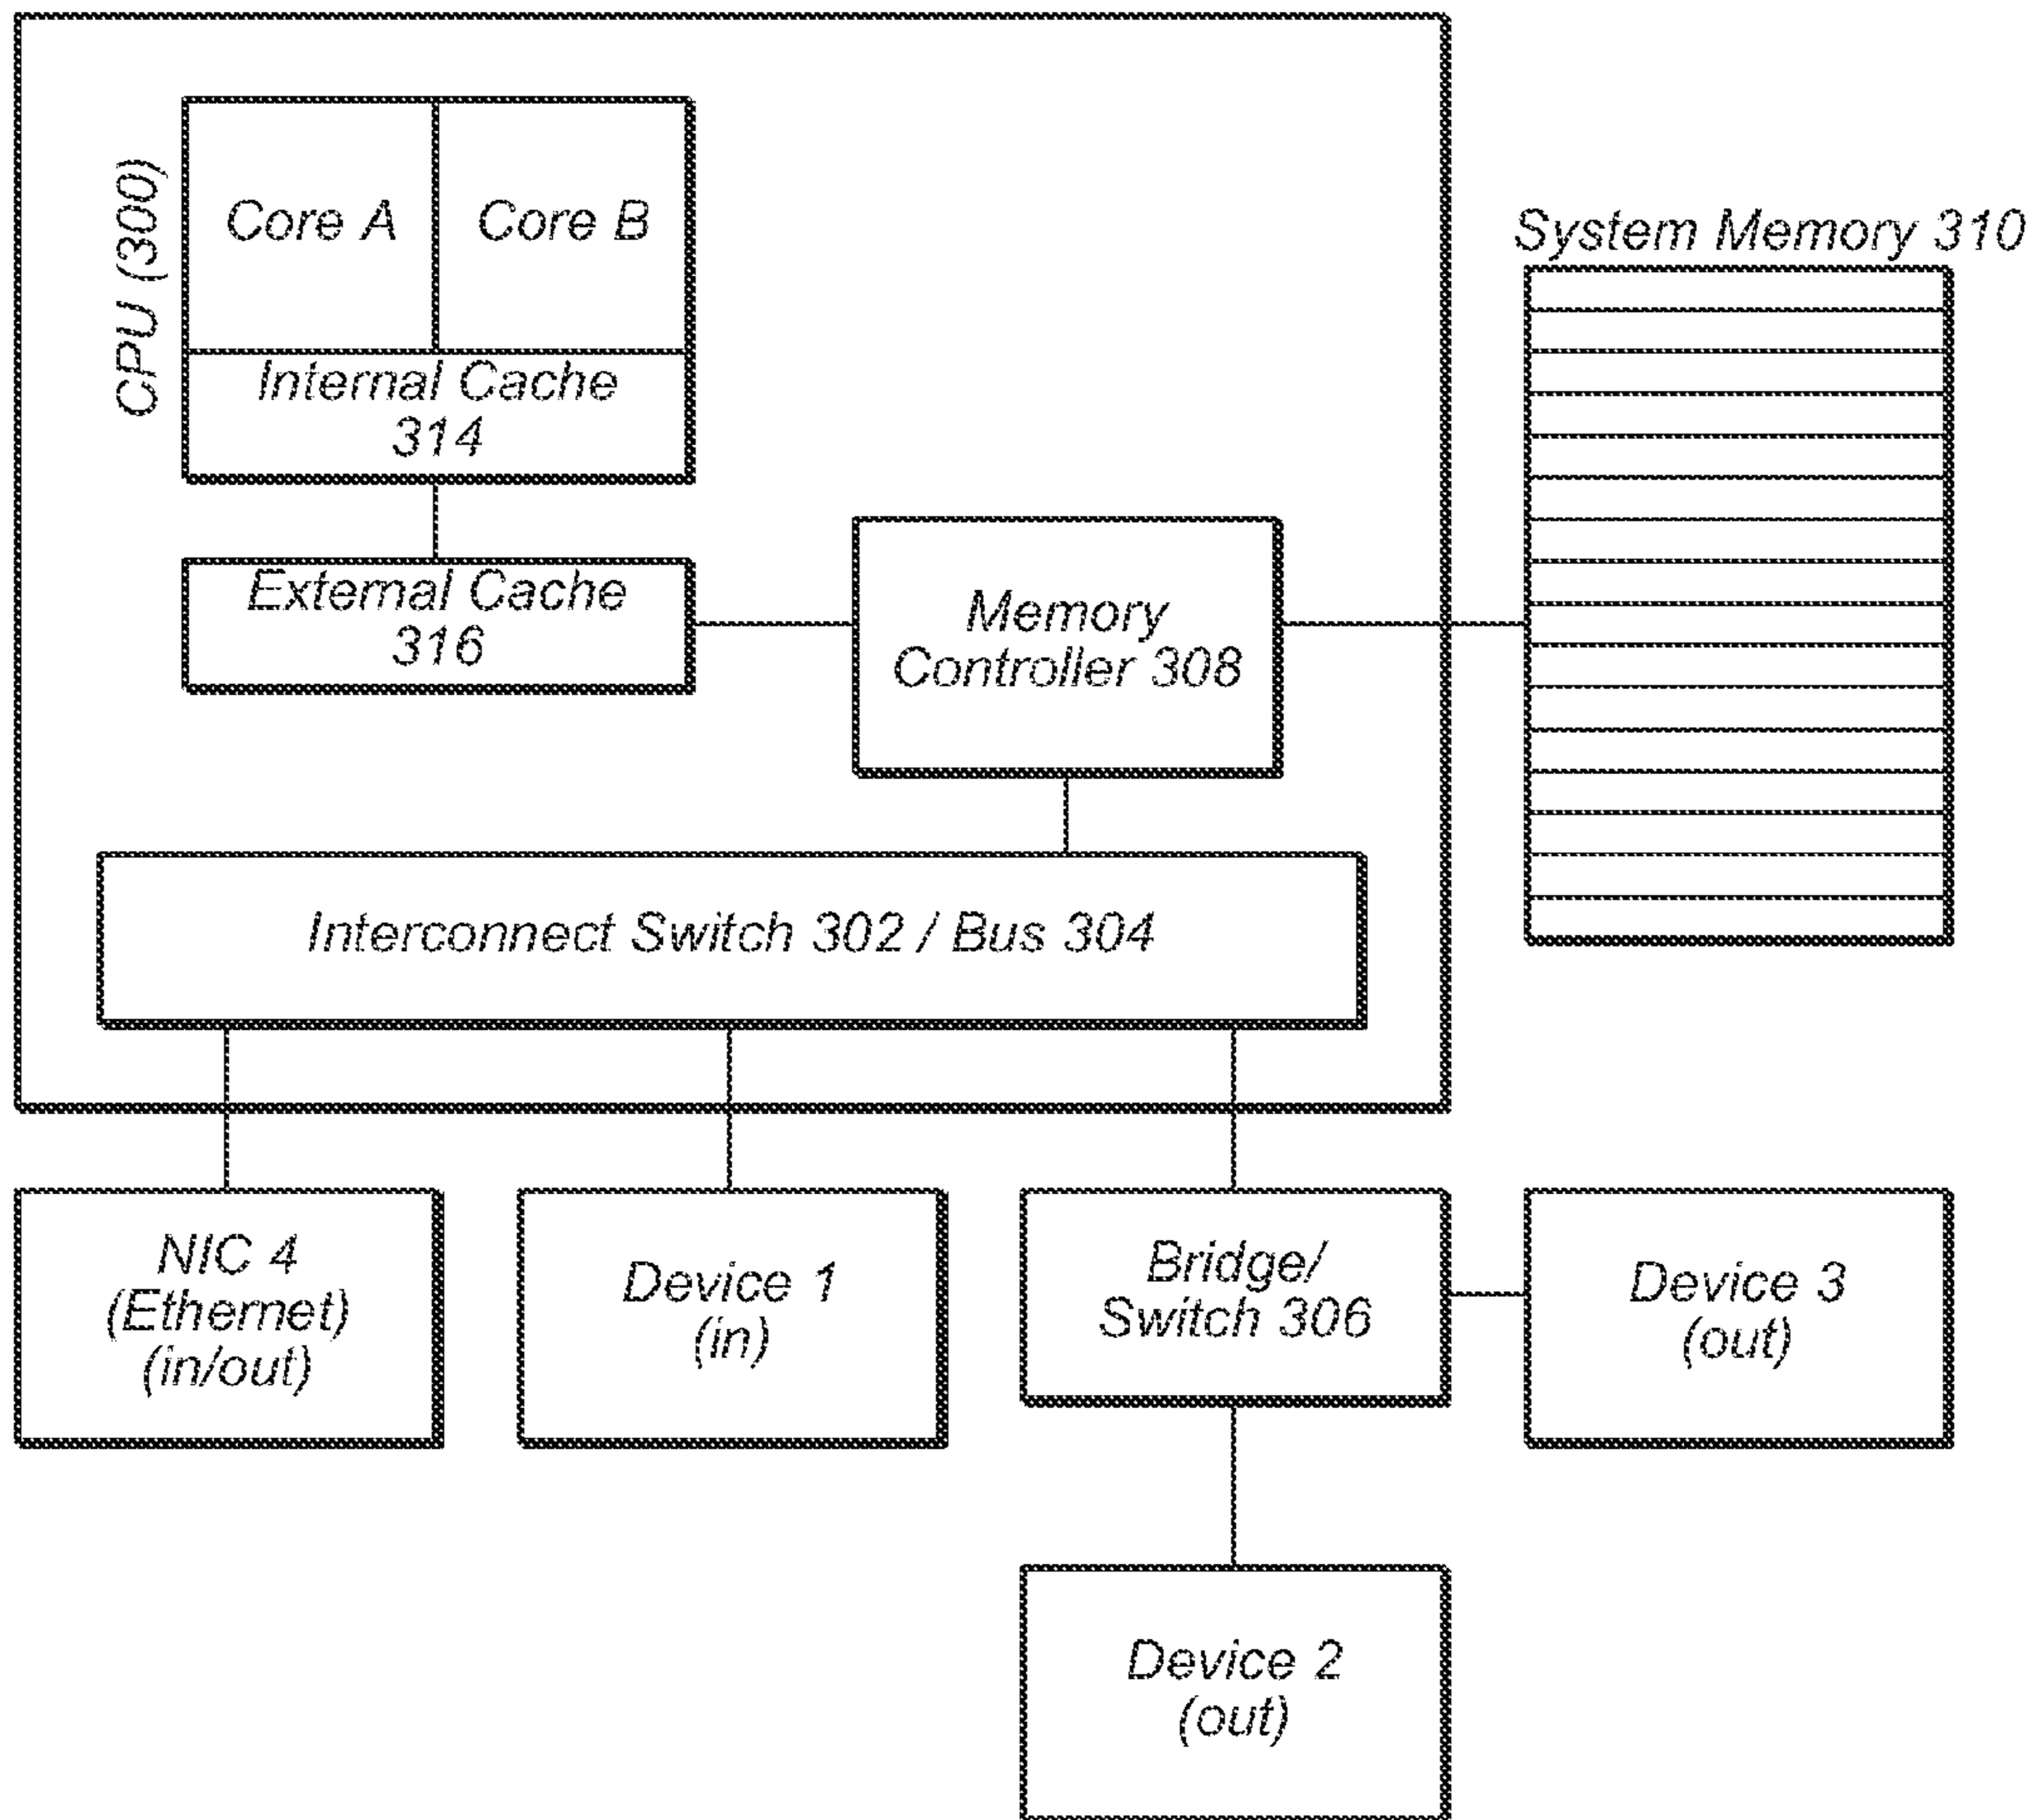 CPU (300)
Core A
Core B
Internal Cache
314
System Memory 310
External Cache
316
Memory
Controller 308
Interconnect Switch 302 / Bus 304
NIC 4
(Ethernet)
(in/out)
Device 1
(in)
Bridge/
Switch 306
Device 3
(out)
Device 2
(out)